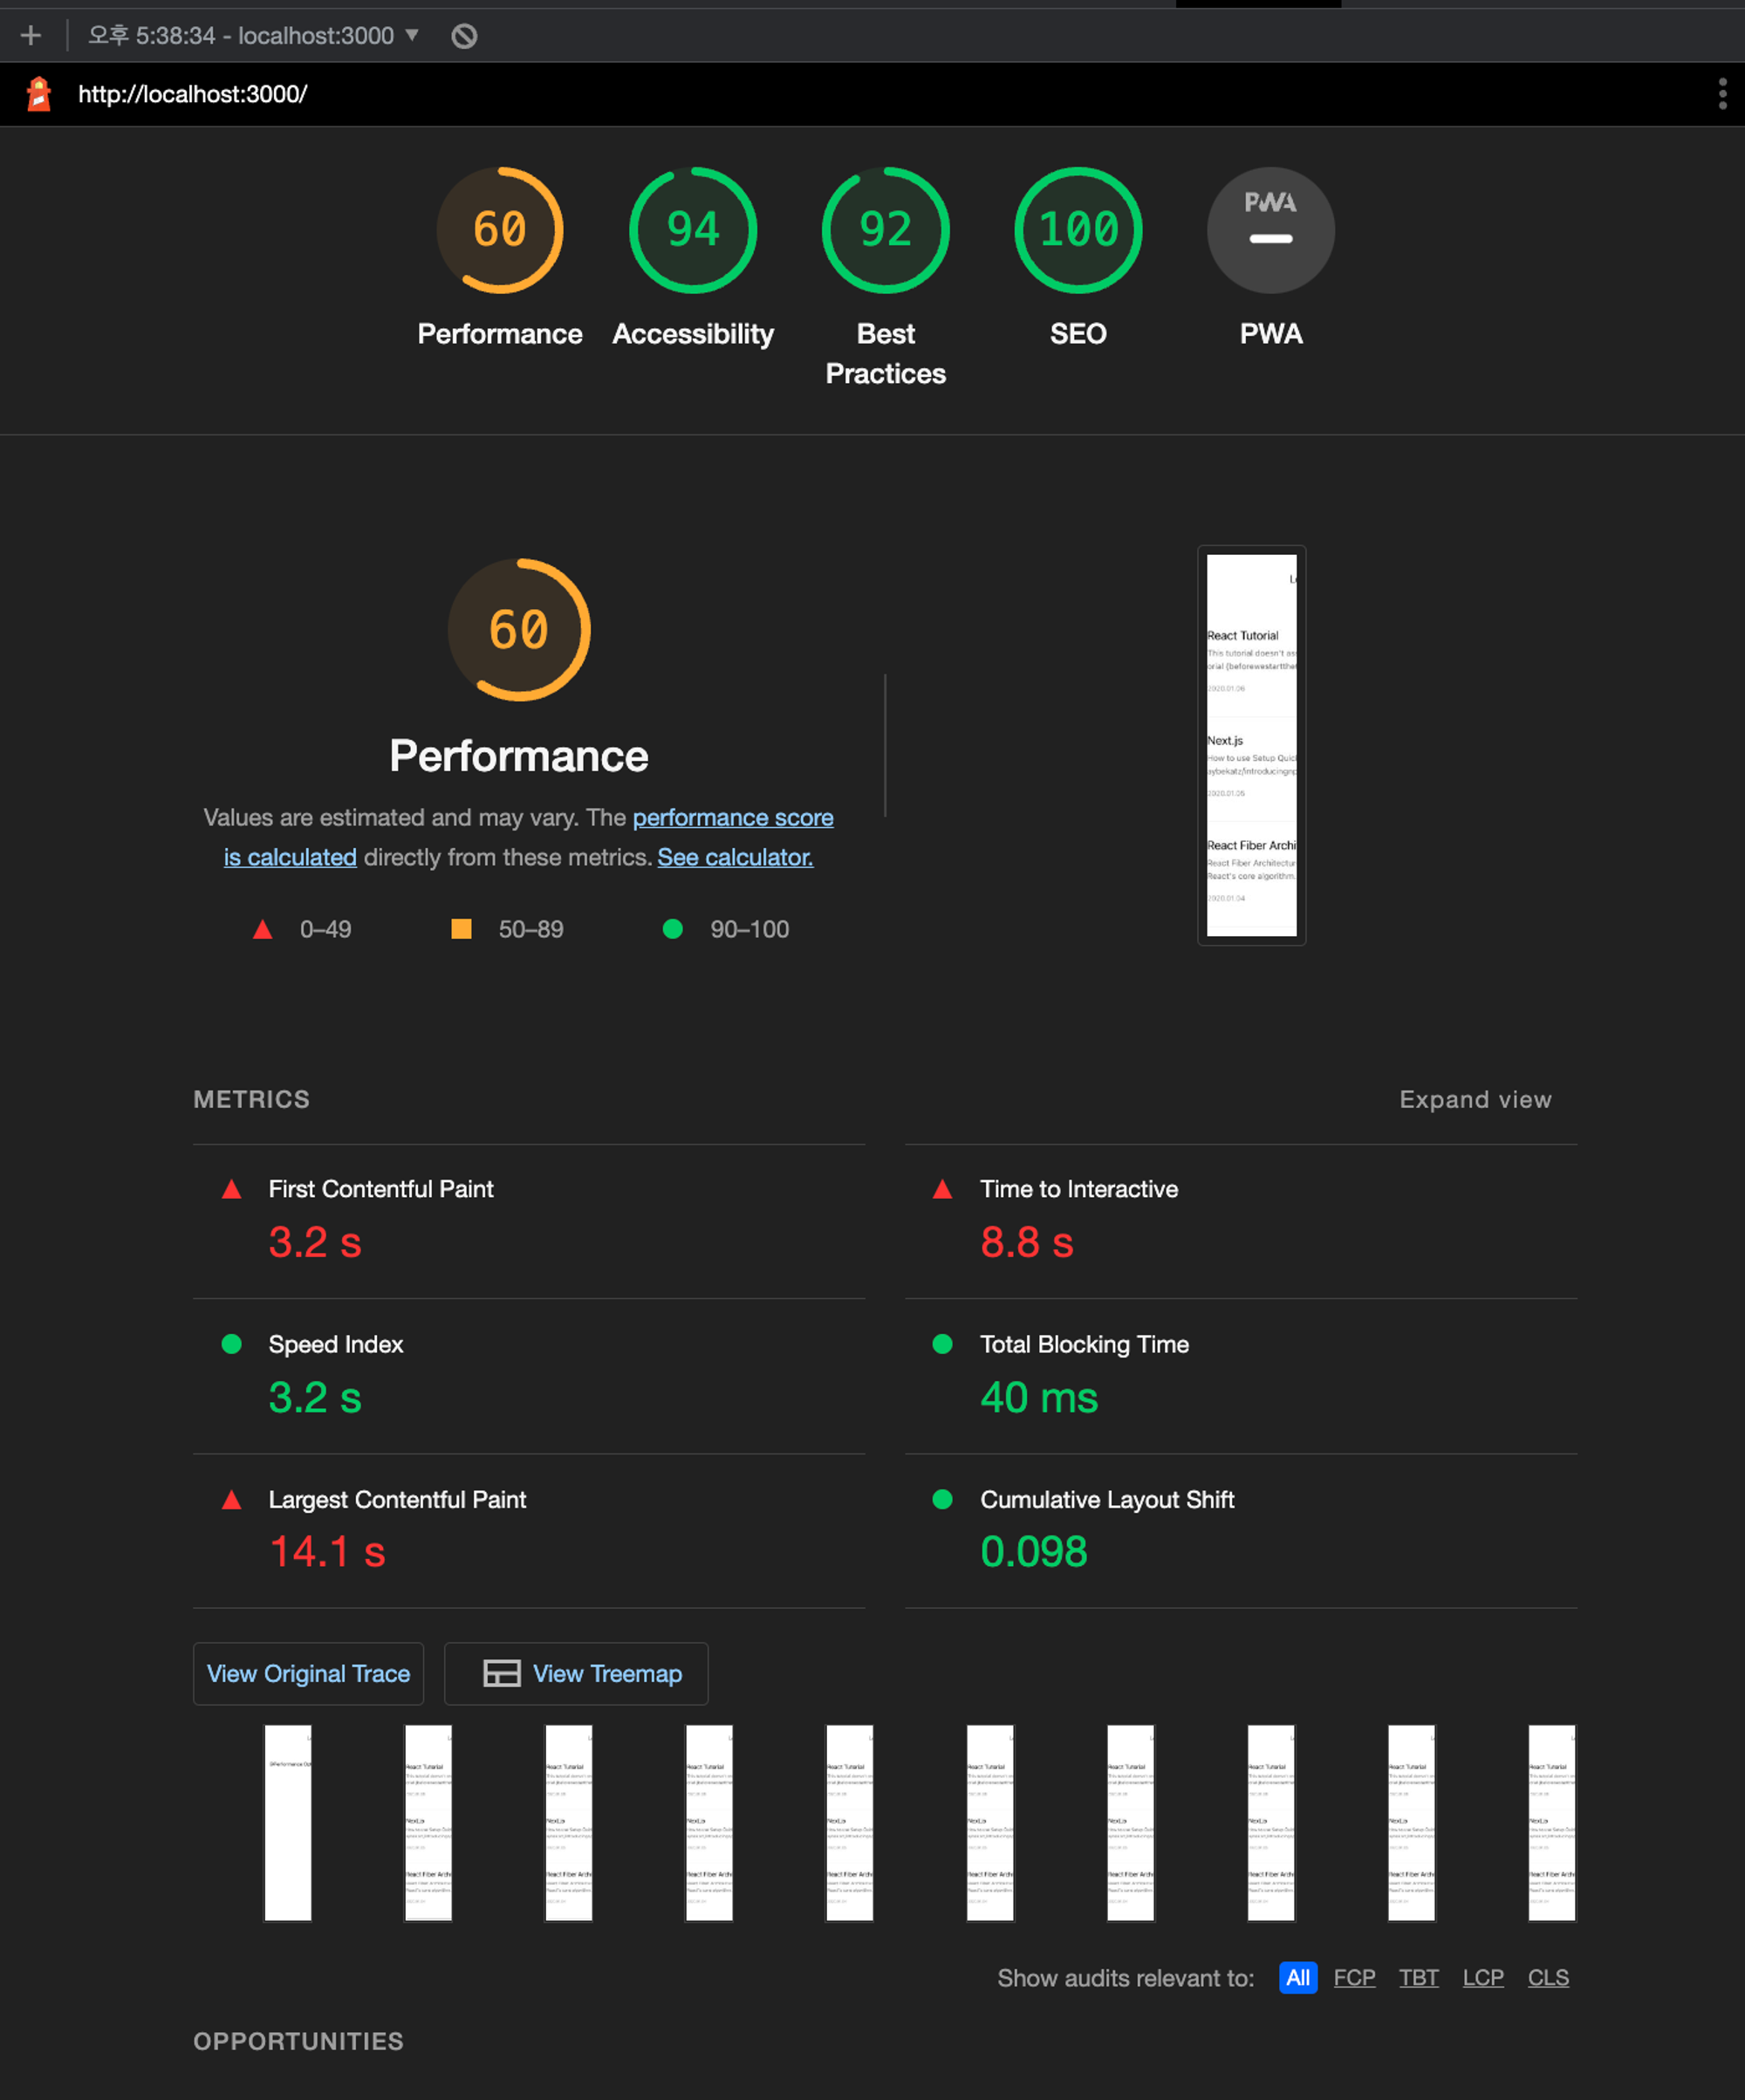 오후 5:38:34 - localhost:3000
http://localhost:3000/
60
94
92
100
PWA
Performance
Accessibility
Best
Practices
SEO
PWA
60
Performance
Values are estimated and may vary. The performance score
is calculated directly from these metrics. See calculator.
0–49
50–89
90–100
React Tutorial
This tutorial doesn't as
orial (beforewestartthe
2020.01.06
Next.js
How to use Setup Quic
aybekatz/introducingnp
2020.01.05
React Fiber Archi
React Fiber Architectur
React's core algorithm.
2020.01.04
METRICS
Expand view
First Contentful Paint
3.2 s
Time to Interactive
8.8 s
Speed Index
3.2 s
Total Blocking Time
40 ms
Largest Contentful Paint
14.1 s
Cumulative Layout Shift
0.098
View Original Trace
View Treemap
Show audits relevant to: All FCP TBT LCP CLS
OPPORTUNITIES